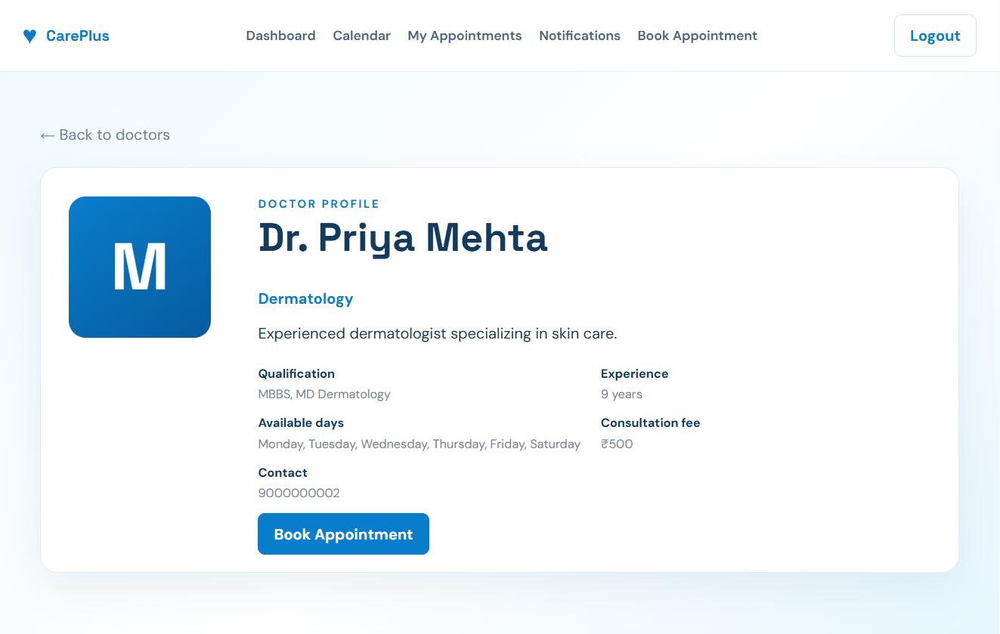 CarePlus
Dashboard Calendar My Appointments Notifications Book Appointment
Logout
← Back to doctors
M
DOCTOR PROFILE
Dr. Priya Mehta
Dermatology
Experienced dermatologist specializing in skin care.
Qualification
MBBS, MD Dermatology
Experience
9 years
Available days
Monday, Tuesday, Wednesday, Thursday, Friday, Saturday
Consultation fee
₹500
Contact
9000000002
Book Appointment